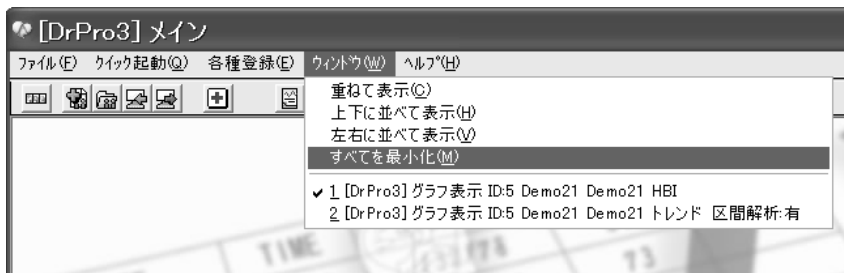 [DrPro3] メイン
ファイル(F) クイック起動(Q) 各種登録(E) ウィンドウ(W) ヘルプ(H)
重ねて表示(C)
上下に並べて表示(H)
左右に並べて表示(V)
すべてを最小化(M)
✓ 1 [DrPro3] グラフ表示 ID:5 Demo21 Demo21 HBI
2 [DrPro3] グラフ表示 ID:5 Demo21 Demo21 トレンド 区間解析:有
TIME
73